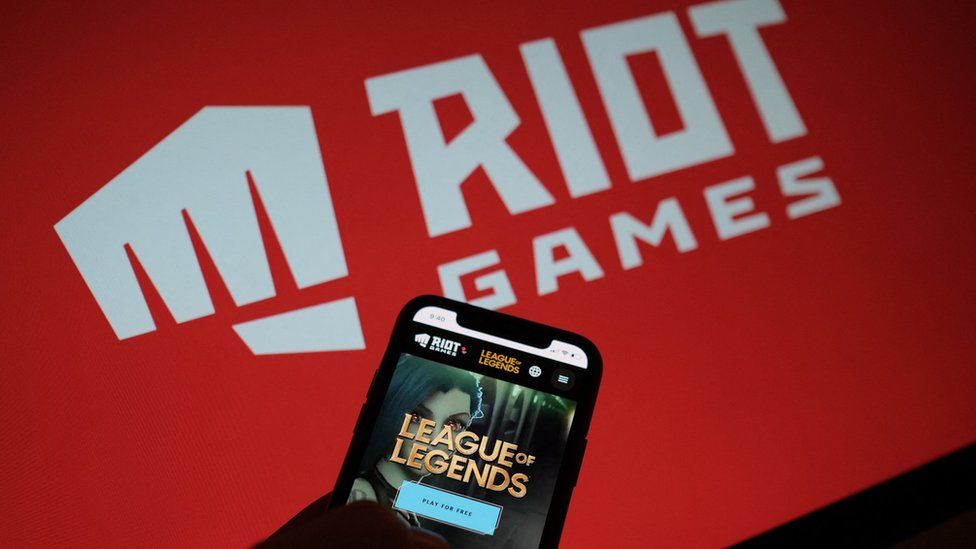 RIOT
GAMES
9:40
RIOT
GAMES
LEAGUE OF
LEGENDS
LEAGUE OF
LEGENDS
PLAY FOR FREE